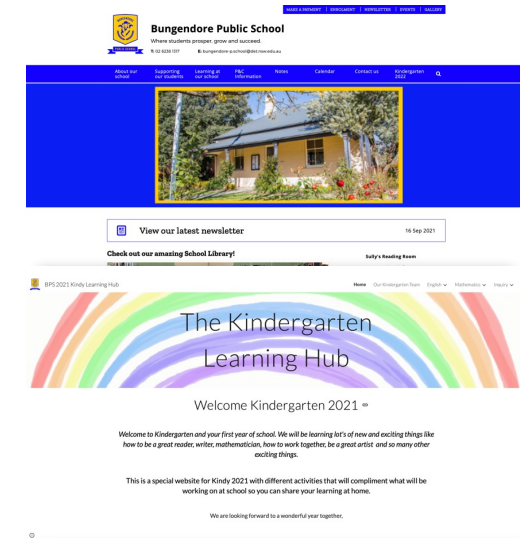 MAKE A PAYMENT | ENROLMENT | NEWSLETTER | EVENTS | GALLERY
Bungendore Public School
Where students prosper, grow and succeed.
T: 02 6238 1317 E: bungendore-p.school@det.nsw.edu.au
About our school
Supporting our students
Learning at our school
P&C Information
Notes
Calendar
Contact us
Kindergarten 2022
View our latest newsletter 16 Sep 2021
Check out our amazing School Library!
Sully's Reading Room
BPS 2021 Kindy Learning Hub
Home Our Kindergarten Team English Mathematics Inquiry
The Kindergarten
Learning Hub
Welcome Kindergarten 2021
Welcome to Kindergarten and your first year of school. We will be learning lot's of new and exciting things like
how to be a great reader, writer, mathematician, how to work together, be a great artist and so many other
exciting things.
This is a special website for Kindy 2021 with different activities that will compliment what will be
working on at school so you can share your learning at home.
We are looking forward to a wonderful year together,